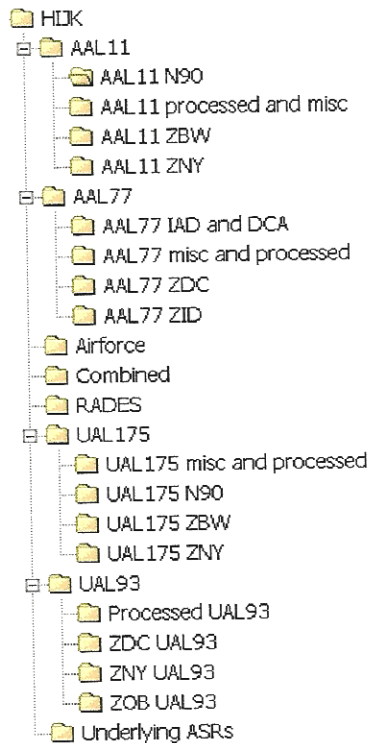 HIJK
AAL11
AAL11 N90
AAL11 processed and misc
AAL11 ZBW
AAL11 ZNY
AAL77
AAL77 IAD and DCA
AAL77 misc and processed
AAL77 ZDC
AAL77 ZID
Airforce
Combined
RADES
UAL175
UAL175 misc and processed
UAL175 N90
UAL175 ZBW
UAL175 ZNY
UAL93
Processed UAL93
ZDC UAL93
ZNY UAL93
ZOB UAL93
Underlying ASRs